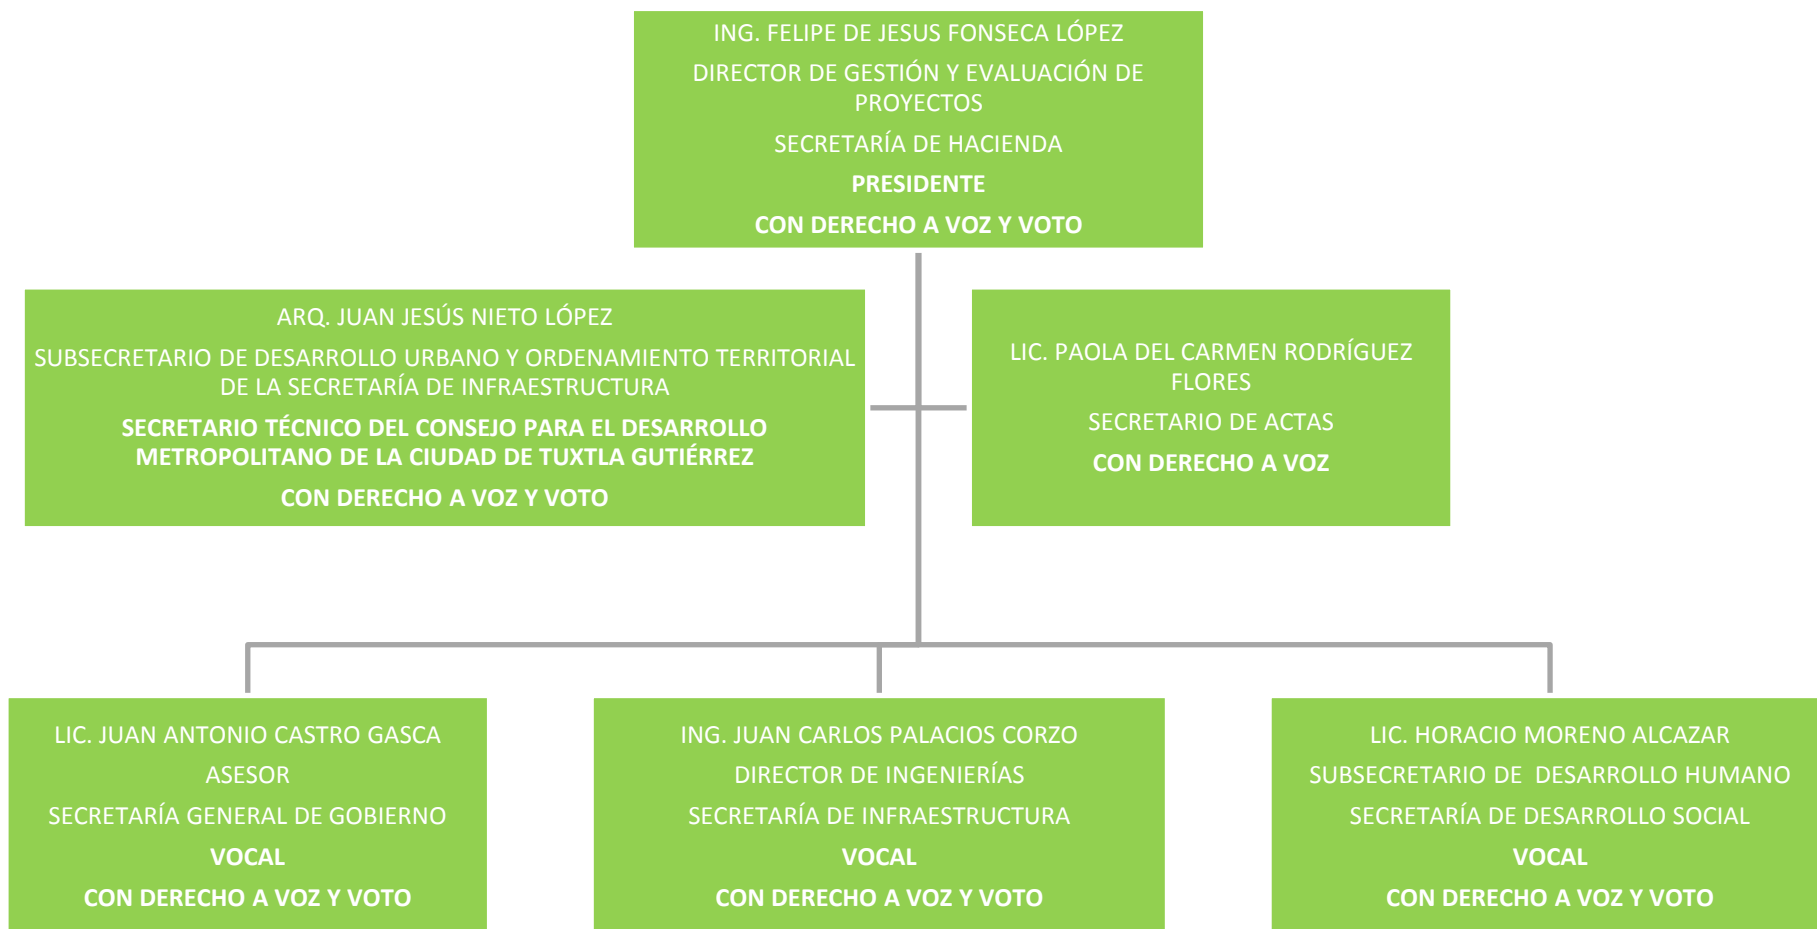 ING. FELIPE DE JESUS FONSECA LÓPEZ
DIRECTOR DE GESTIÓN Y EVALUACIÓN DE
PROYECTOS
SECRETARÍA DE HACIENDA
PRESIDENTE
CON DERECHO A VOZ Y VOTO
ARQ. JUAN JESÚS NIETO LÓPEZ
SUBSECRETARIO DE DESARROLLO URBANO Y ORDENAMIENTO TERRITORIAL
DE LA SECRETARÍA DE INFRAESTRUCTURA
SECRETARIO TÉCNICO DEL CONSEJO PARA EL DESARROLLO
METROPOLITANO DE LA CIUDAD DE TUXTLA GUTIÉRREZ
CON DERECHO A VOZ Y VOTO
LIC. PAOLA DEL CARMEN RODRÍGUEZ
FLORES
SECRETARIO DE ACTAS
CON DERECHO A VOZ
LIC. JUAN ANTONIO CASTRO GASCA
ASESOR
SECRETARÍA GENERAL DE GOBIERNO
VOCAL
CON DERECHO A VOZ Y VOTO
ING. JUAN CARLOS PALACIOS CORZO
DIRECTOR DE INGENIERÍAS
SECRETARÍA DE INFRAESTRUCTURA
VOCAL
CON DERECHO A VOZ Y VOTO
LIC. HORACIO MORENO ALCAZAR
SUBSECRETARIO DE  DESARROLLO HUMANO
SECRETARÍA DE DESARROLLO SOCIAL
VOCAL
CON DERECHO A VOZ Y VOTO